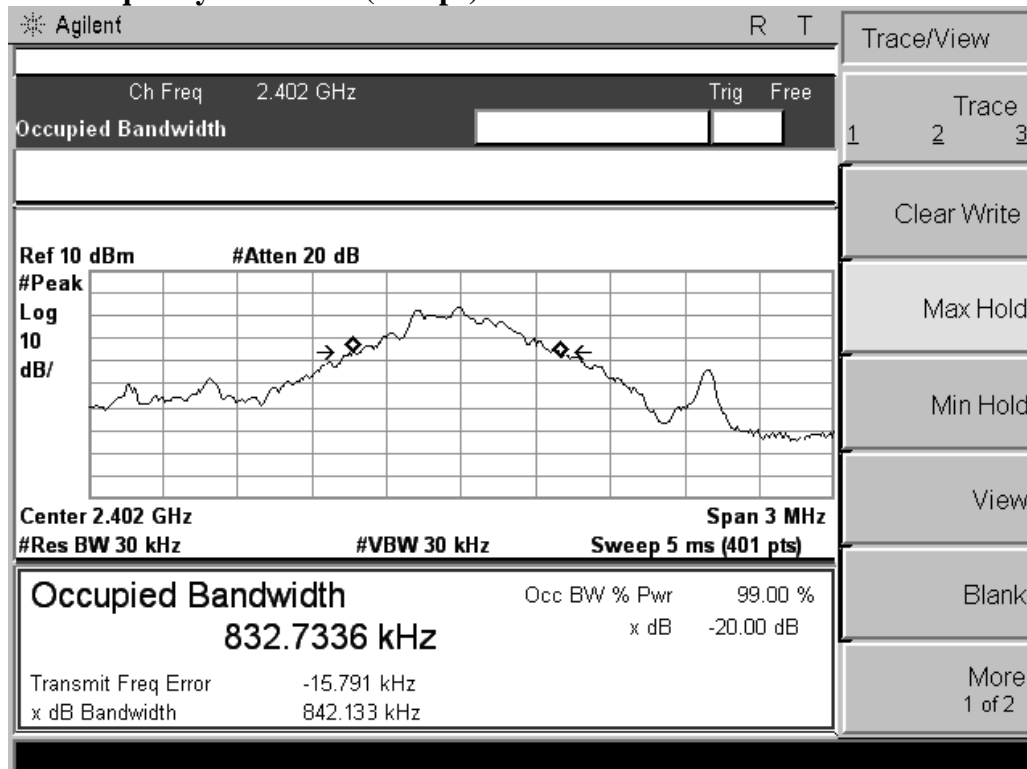 Agilent R T
Trace/View
Ch Freq 2.402 GHz Trig Free
Occupied Bandwidth
Trace
1 2 3
Clear Write
Ref 10 dBm #Atten 20 dB
#Peak
Log
10
dB/
Max Hold
Min Hold
View
Center 2.402 GHz Span 3 MHz
#Res BW 30 kHz #VBW 30 kHz Sweep 5 ms (401 pts)
Occupied Bandwidth
832.7336 kHz
Occ BW % Pwr 99.00 %
x dB -20.00 dB
Transmit Freq Error -15.791 kHz
x dB Bandwidth 842.133 kHz
Blank
More
1 of 2